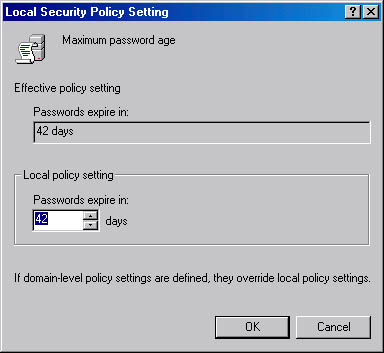 Local Security Policy Setting
Maximum password age
Effective policy setting
Passwords expire in:
42 days
Local policy setting
Passwords expire in:
42 days
If domain-level policy settings are defined, they override local policy settings.
OK Cancel